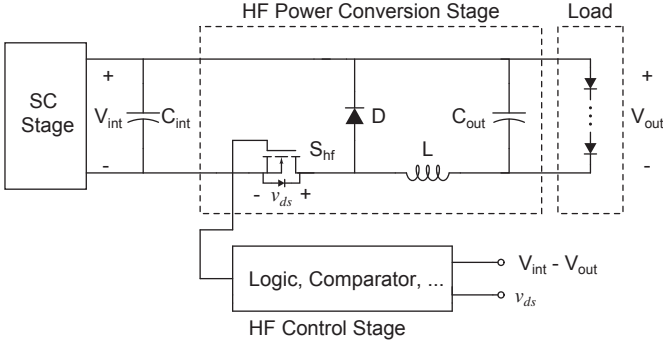 HF Power Conversion Stage
Load
SC
Stage
+
V_int
-
C_int
S_hf
- v_ds +
D
L
C_out
+
V_out
-
Logic, Comparator, ...
V_int - V_out
v_ds
HF Control Stage